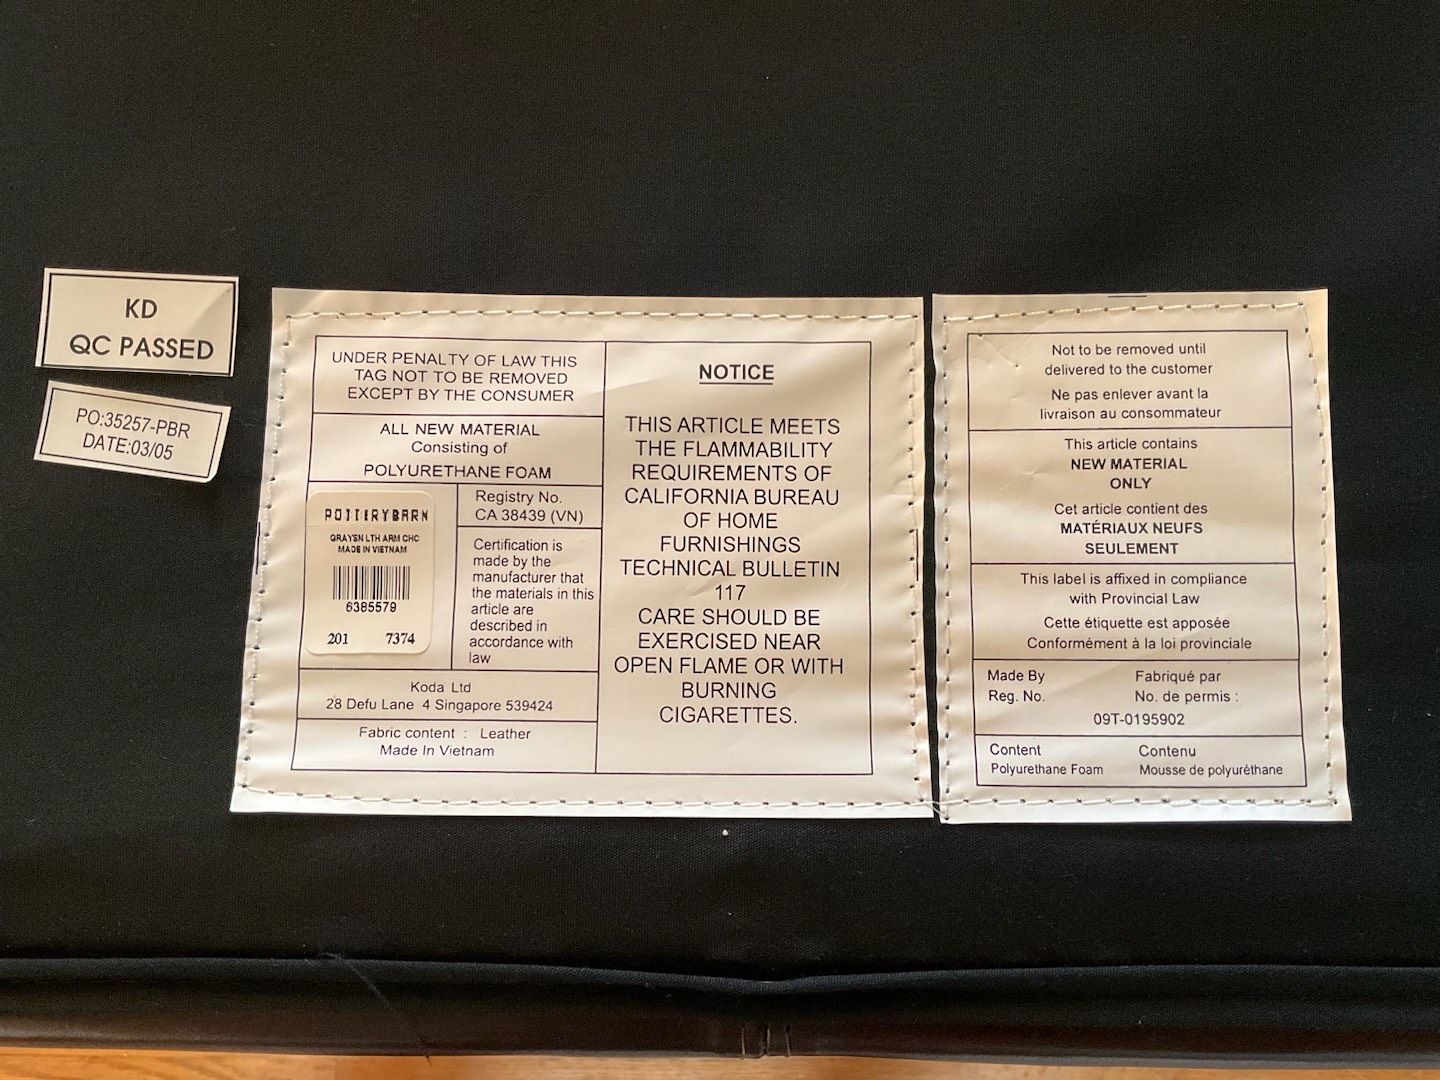 KD
QC PASSED
PO:35257-PBR
DATE:03/05
UNDER PENALTY OF LAW THIS
TAG NOT TO BE REMOVED
EXCEPT BY THE CONSUMER
ALL NEW MATERIAL
Consisting of
POLYURETHANE FOAM
POTTERYBARN
GRAYSN LTH ARM CHC
MADE IN VIETNAM
6385579
201 7374
Registry No.
CA 38439 (VN)
Certification is
made by the
manufacturer that
the materials in this
article are
described in
accordance with
law
Koda Ltd
28 Defu Lane 4 Singapore 539424
Fabric content : Leather
Made In Vietnam
NOTICE
THIS ARTICLE MEETS
THE FLAMMABILITY
REQUIREMENTS OF
CALIFORNIA BUREAU
OF HOME
FURNISHINGS
TECHNICAL BULLETIN
117
CARE SHOULD BE
EXERCISED NEAR
OPEN FLAME OR WITH
BURNING
CIGARETTES.
Not to be removed until
delivered to the customer
Ne pas enlever avant la
livraison au consommateur
This article contains
NEW MATERIAL
ONLY
Cet article contient des
MATÉRIAUX NEUFS
SEULEMENT
This label is affixed in compliance
with Provincial Law
Cette étiquette est apposée
Conformément à la loi provinciale
Made By Fabriqué par
Reg. No. No. de permis :
09T-0195902
Content Contenu
Polyurethane Foam Mousse de polyuréthane